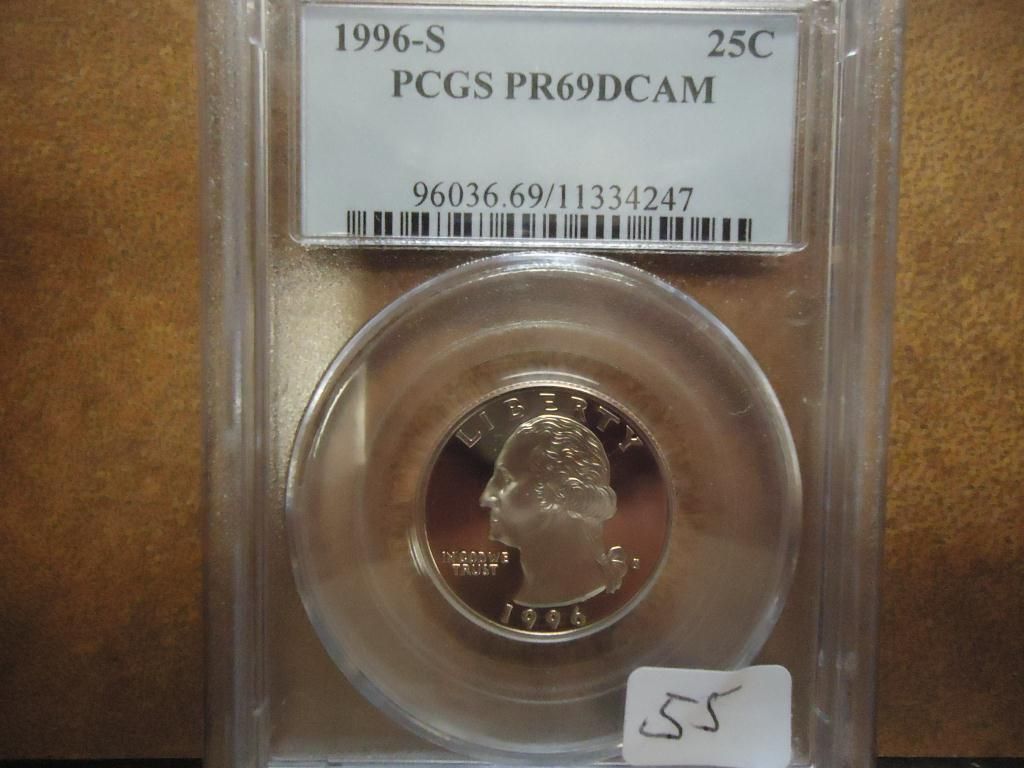 1996-S 25C
PCGS PR69DCAM
96036.69/11334247
LIBERTY
IN GOD WE
TRUST
S
1996
55